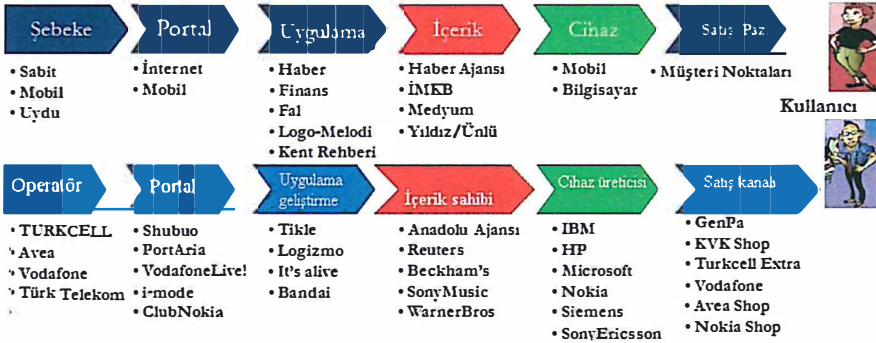 Şebeke
• Sabit
• Mobil
• Uydu
Portal
• İnternet
• Mobil
Uygulama
• Haber
• Finans
• Fal
• Logo-Melodi
• Kent Rehberi
İçerik
• Haber Ajansı
• İMKB
• Medyum
• Yıldız/Ünlü
Cihaz
• Mobil
• Bilgisayar
Satış Paz
• Müşteri Noktaları
Kullanıcı
Operatör
• TURKCELL
• Avea
• Vodafone
• Türk Telekom
Portal
• Shubuo
• PortAria
• VodafoneLive!
• i-mode
• ClubNokia
Uygulama
geliştirme
• Tikle
• Logizmo
• It's alive
• Bandai
İçerik sahibi
• Anadolu Ajansı
• Reuters
• Beckham's
• SonyMusic
• WarnerBros
Cihaz üreticisi
• IBM
• HP
• Microsoft
• Nokia
• Siemens
• SonyEricsson
Satış kanalı
• GenPa
• KVK Shop
• Turkcell Extra
• Vodafone
• Avea Shop
• Nokia Shop